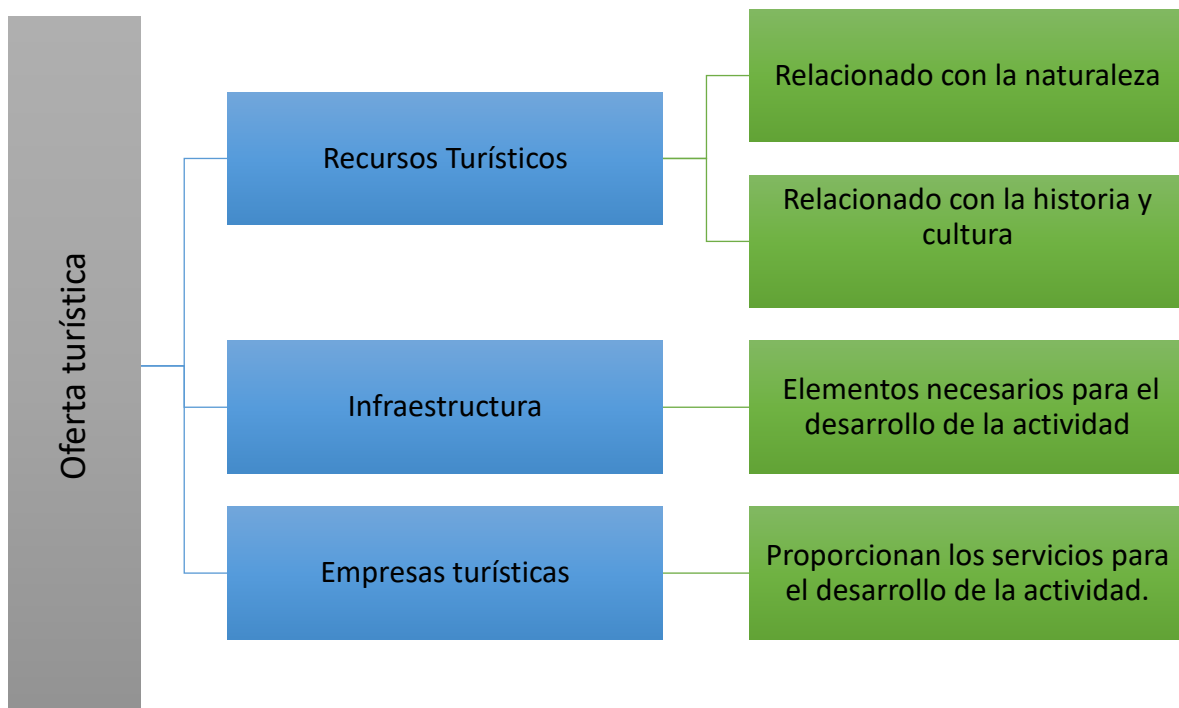 Oferta turística
Recursos Turísticos
Relacionado con la naturaleza
Relacionado con la historia y
cultura
Infraestructura
Elementos necesarios para el
desarrollo de la actividad
Empresas turísticas
Proporcionan los servicios para
el desarrollo de la actividad.